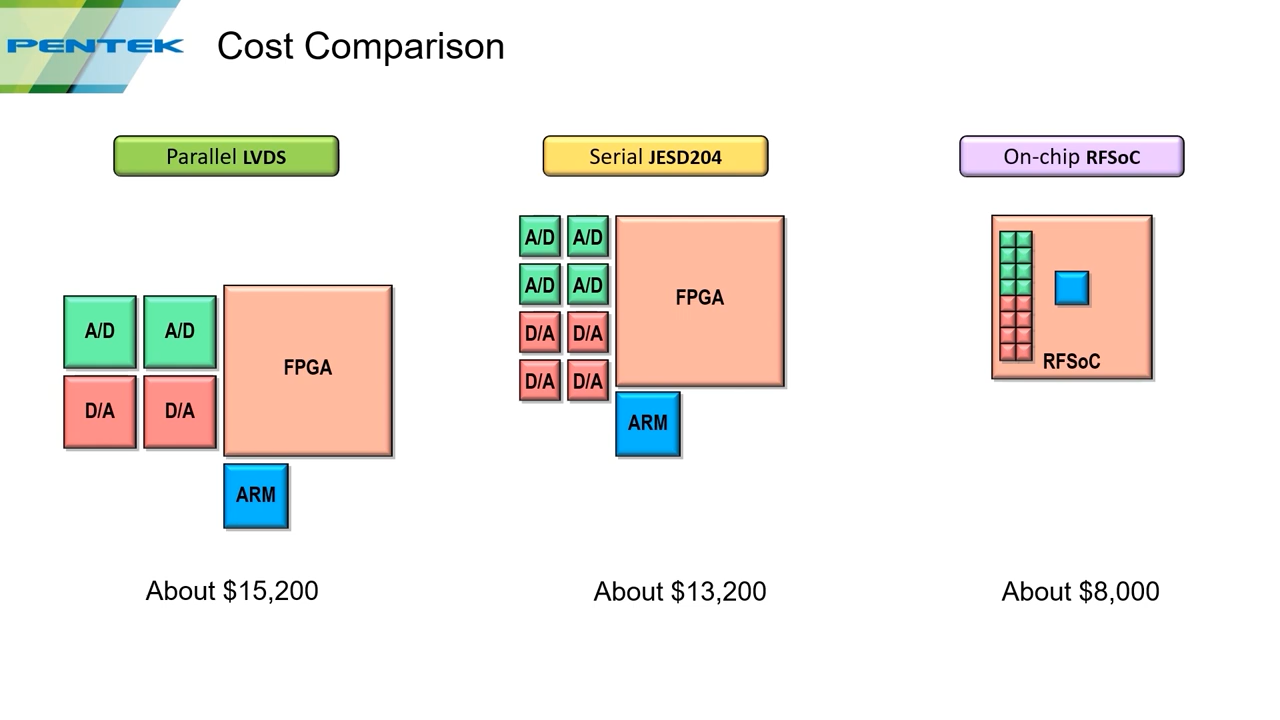 PENTEK
Cost Comparison
Parallel LVDS
Serial JESD204
On-chip RFSoC
A/D A/D
D/A D/A
FPGA
ARM
A/D A/D
A/D A/D
D/A D/A
D/A D/A
FPGA
ARM
RFSoC
About $15,200
About $13,200
About $8,000